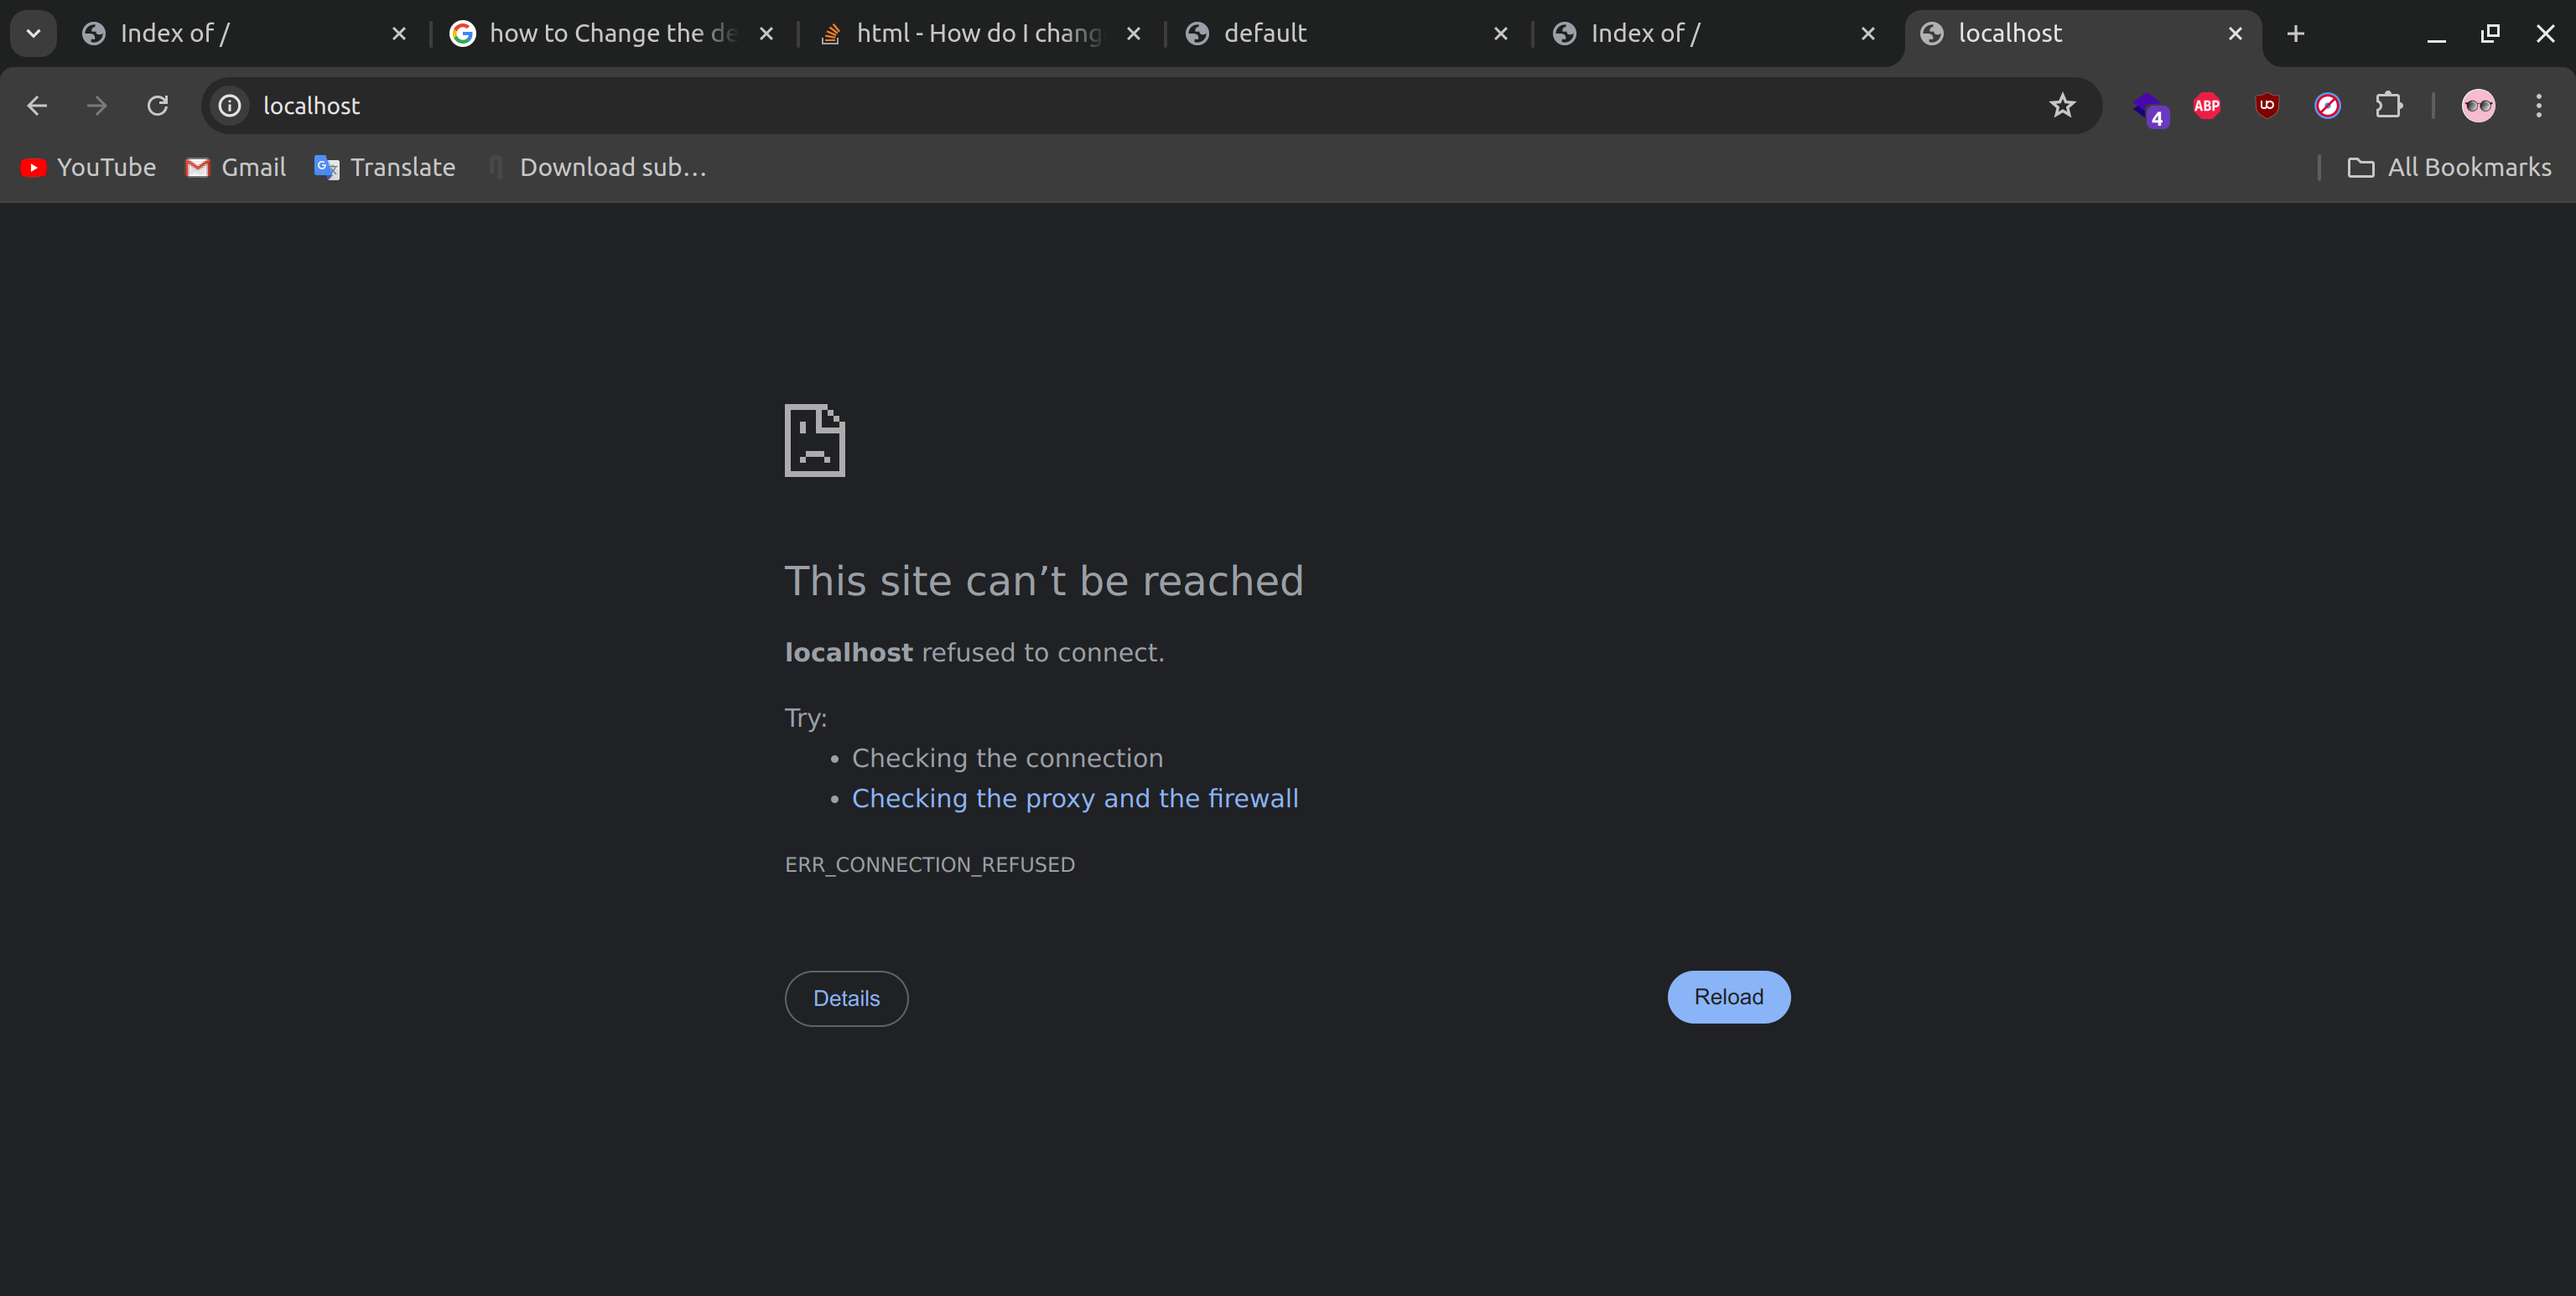 Index of /
how to Change the de
html - How do I chang
default
Index of /
localhost
localhost
ABP
UO
4
YouTube
Gmail
Translate
Download sub...
All Bookmarks
This site can’t be reached
localhost refused to connect.
Try:
• Checking the connection
• Checking the proxy and the firewall
ERR_CONNECTION_REFUSED
Details
Reload